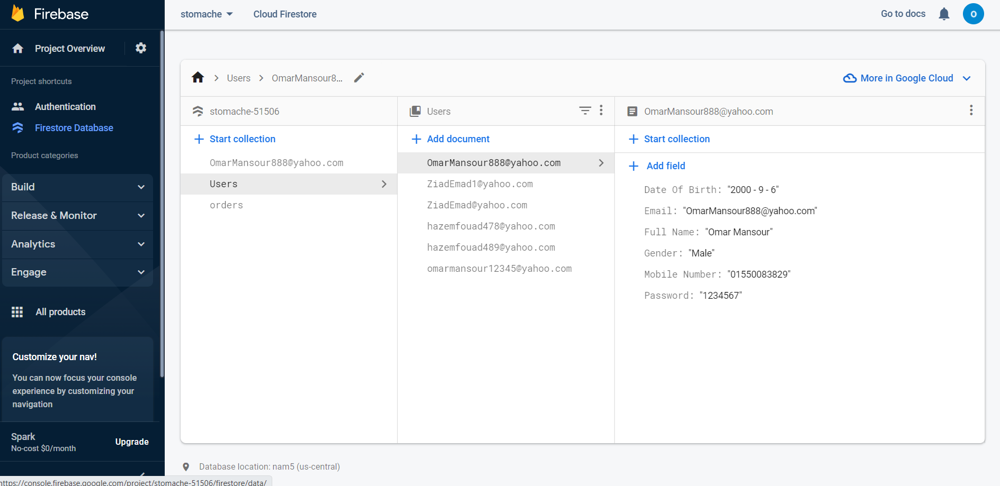 Firebase
stomache
Cloud Firestore
Go to docs
o
Project Overview
Project shortcuts
Authentication
Firestore Database
Product categories
Build
Release & Monitor
Analytics
Engage
All products
Customize your nav!
You can now focus your console
experience by customizing your
navigation
Spark
No-cost $0/month
Upgrade
Users
OmarMansour8...
More in Google Cloud
stomache-51506
Start collection
OmarMansour888@yahoo.com
Users
orders
Users
Add document
OmarMansour888@yahoo.com
ZiadEmad1@yahoo.com
ZiadEmad@yahoo.com
hazemfouad478@yahoo.com
hazemfouad489@yahoo.com
omarmansour12345@yahoo.com
OmarMansour888@yahoo.com
Start collection
Add field
Date Of Birth: "2000 - 9 - 6"
Email: "OmarMansour888@yahoo.com"
Full Name: "Omar Mansour"
Gender: "Male"
Mobile Number: "01550083829"
Password: "1234567"
Database location: nam5 (us-central)
https://console.firebase.google.com/project/stomache-51506/firestore/data/